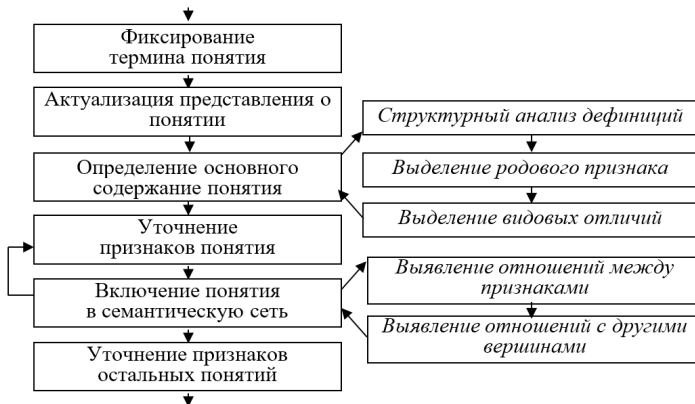 Фиксирование
термина понятия
Актуализация представления о
понятии
Определение основного
содержание понятия
Уточнение
признаков понятия
Включение понятия
в семантическую сеть
Уточнение признаков
остальных понятий
Структурный анализ дефиниций
Выделение родового признака
Выделение видовых отличий
Выявление отношений между
признаками
Выявление отношений с другими
вершинами